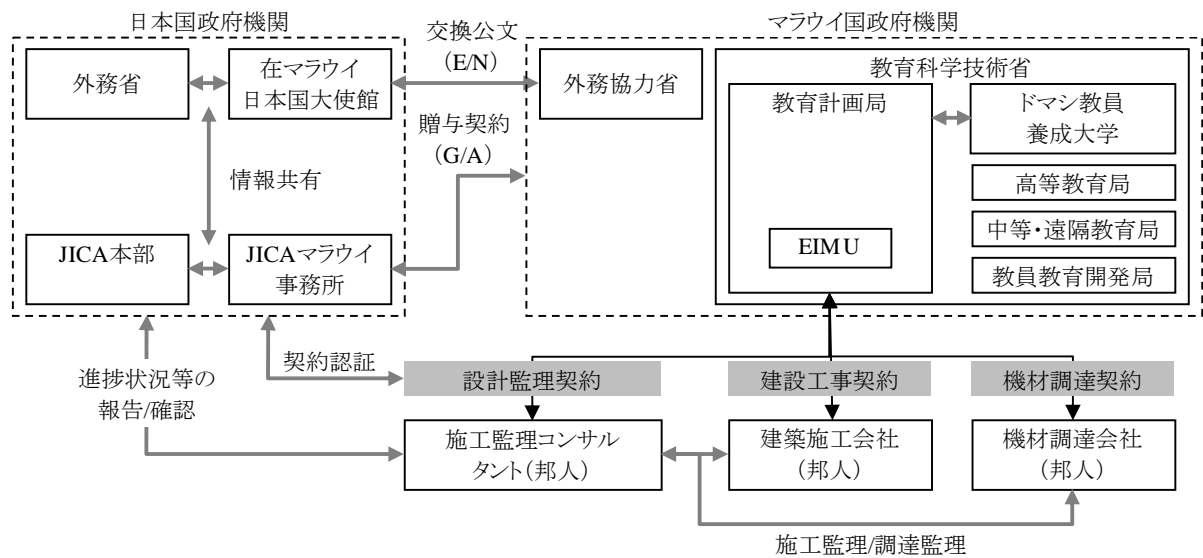 日本国政府機関
マラウイ国政府機関
外務省
在マラウイ
日本国大使館
交換公文
(E/N)
外務協力省
教育科学技術省
教育計画局
ドマシ教員
養成大学
贈与契約
(G/A)
情報共有
高等教育局
中等・遠隔教育局
教員教育開発局
EIMU
JICA本部
JICAマラウイ
事務所
契約認証
進捗状況等の
報告/確認
設計監理契約
建設工事契約
機材調達契約
施工監理コンサル
タント(邦人)
建築施工会社
(邦人)
機材調達会社
(邦人)
施工監理/調達監理